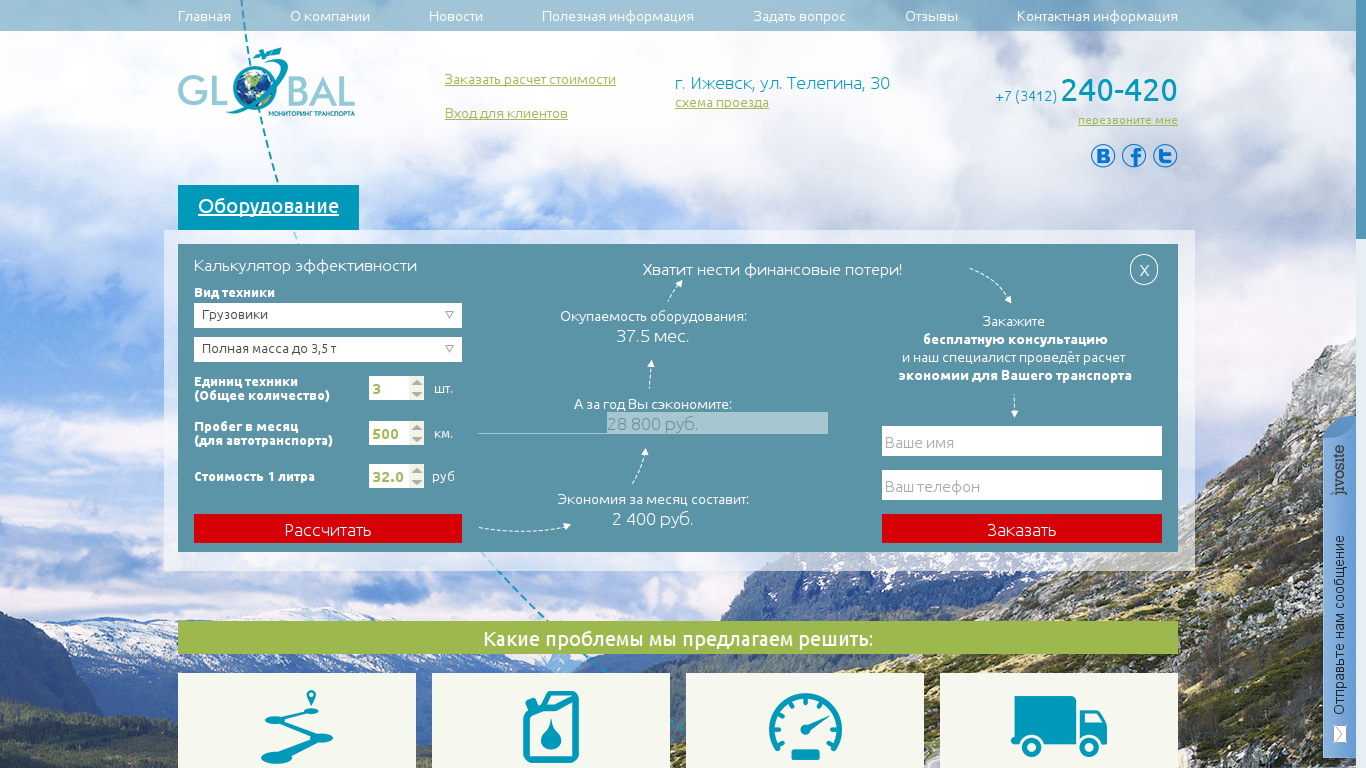 Главная О компании Новости Полезная информация Задать вопрос Отзывы Контактная информация
GLOBAL
МОНИТОРИНГ ТРАНСПОРТА
Заказать расчет стоимости
Вход для клиентов
г. Ижевск, ул. Телегина, 30
схема проезда
+7 (3412) 240-420
перезвоните мне
Оборудование
Калькулятор эффективности
Вид техники
Грузовики
Полная масса до 3,5 т
Единиц техники
(Общее количество)
3 шт.
Пробег в месяц
(для автотранспорта)
500 км.
Стоимость 1 литра
32.0 руб
Рассчитать
Хватит нести финансовые потери!
Окупаемость оборудования:
37.5 мес.
А за год Вы сэкономите:
28 800 руб.
Экономия за месяц составит:
2 400 руб.
X
Закажите
бесплатную консультацию
и наш специалист проведёт расчет
экономии для Вашего транспорта
Ваше имя
Ваш телефон
Заказать
Какие проблемы мы предлагаем решить:
jivosite
Отправьте нам сообщение